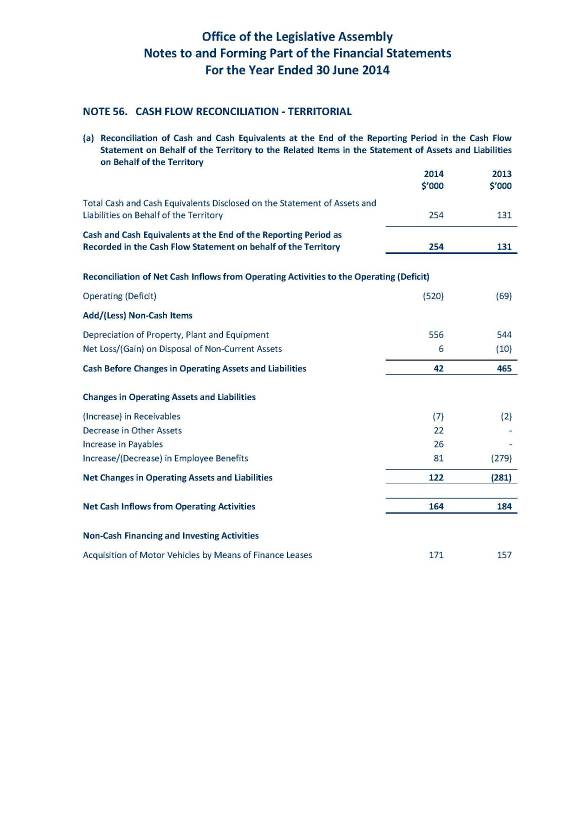 Office of the Legislative Assembly
Notes to and Forming Part of the Financial Statements
For the Year Ended 30 June 2014
NOTE 56. CASH FLOW RECONCILIATION - TERRITORIAL
(a) Reconciliation of Cash and Cash Equivalents at the End of the Reporting Period in the Cash Flow
Statement on Behalf of the Territory to the Related Items in the Statement of Assets and Liabilities
on Behalf of the Territory
2014 2013
$'000 $'000
Total Cash and Cash Equivalents Disclosed on the Statement of Assets and
Liabilities on Behalf of the Territory 254 131
Cash and Cash Equivalents at the End of the Reporting Period as
Recorded in the Cash Flow Statement on behalf of the Territory 254 131
Reconciliation of Net Cash Inflows from Operating Activities to the Operating (Deficit)
Operating (Deficit) (520) (69)
Add/(Less) Non-Cash Items
Depreciation of Property, Plant and Equipment 556 544
Net Loss/(Gain) on Disposal of Non-Current Assets 6 (10)
Cash Before Changes in Operating Assets and Liabilities 42 465
Changes in Operating Assets and Liabilities
(Increase) in Receivables (7) (2)
Decrease in Other Assets 22 -
Increase in Payables 26 -
Increase/(Decrease) in Employee Benefits 81 (279)
Net Changes in Operating Assets and Liabilities 122 (281)
Net Cash Inflows from Operating Activities 164 184
Non-Cash Financing and Investing Activities
Acquisition of Motor Vehicles by Means of Finance Leases 171 157